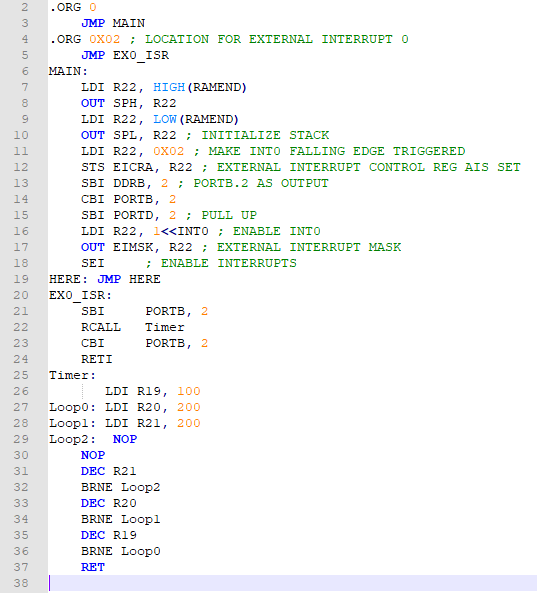 2 .ORG 0
3 JMP MAIN
4 .ORG 0X02 ; LOCATION FOR EXTERNAL INTERRUPT 0
5 JMP EX0_ISR
6 MAIN:
7 LDI R22, HIGH(RAMEND)
8 OUT SPH, R22
9 LDI R22, LOW(RAMEND)
10 OUT SPL, R22 ; INITIALIZE STACK
11 LDI R22, 0X02 ; MAKE INT0 FALLING EDGE TRIGGERED
12 STS EICRA, R22 ; EXTERNAL INTERRUPT CONTROL REG AIS SET
13 SBI DDRB, 2 ; PORTB.2 AS OUTPUT
14 CBI PORTB, 2
15 SBI PORTD, 2 ; PULL UP
16 LDI R22, 1<<INT0 ; ENABLE INT0
17 OUT EIMSK, R22 ; EXTERNAL INTERRUPT MASK
18 SEI ; ENABLE INTERRUPTS
19 HERE: JMP HERE
20 EX0_ISR:
21 SBI PORTB, 2
22 RCALL Timer
23 CBI PORTB, 2
24 RETI
25 Timer:
26 LDI R19, 100
27 Loop0: LDI R20, 200
28 Loop1: LDI R21, 200
29 Loop2: NOP
30 NOP
31 DEC R21
32 BRNE Loop2
33 DEC R20
34 BRNE Loop1
35 DEC R19
36 BRNE Loop0
37 RET
38